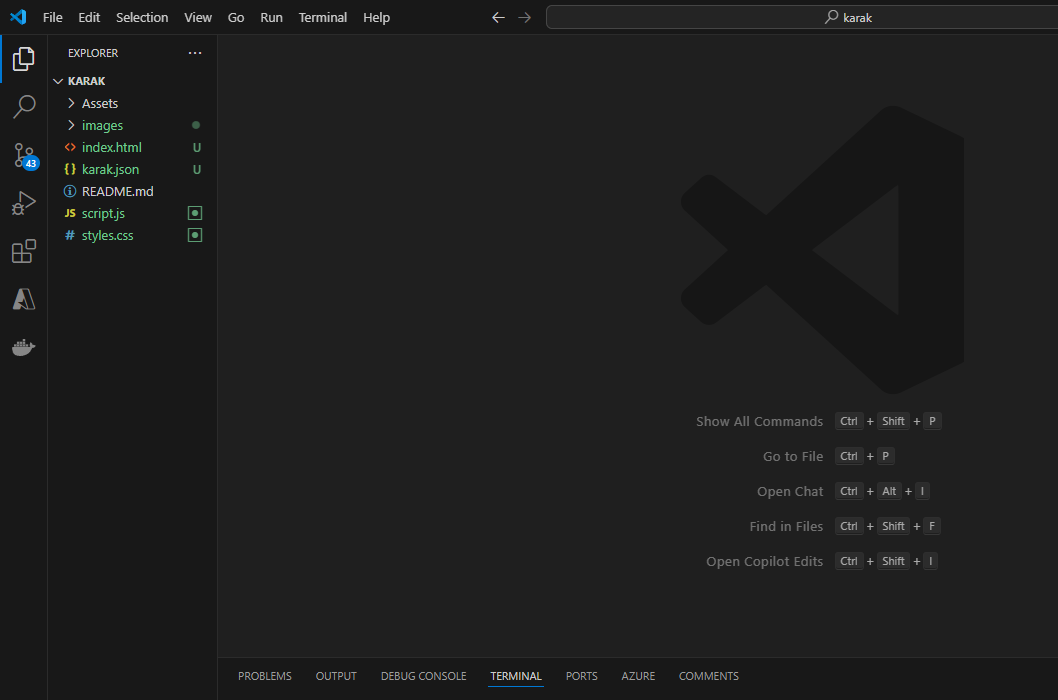 File Edit Selection View Go Run Terminal Help
karak
EXPLORER
KARAK
Assets
images
index.html U
karak.json U
README.md
JS script.js
# styles.css
43
Show All Commands Ctrl + Shift + P
Go to File Ctrl + P
Open Chat Ctrl + Alt + I
Find in Files Ctrl + Shift + F
Open Copilot Edits Ctrl + Shift + I
PROBLEMS OUTPUT DEBUG CONSOLE TERMINAL PORTS AZURE COMMENTS